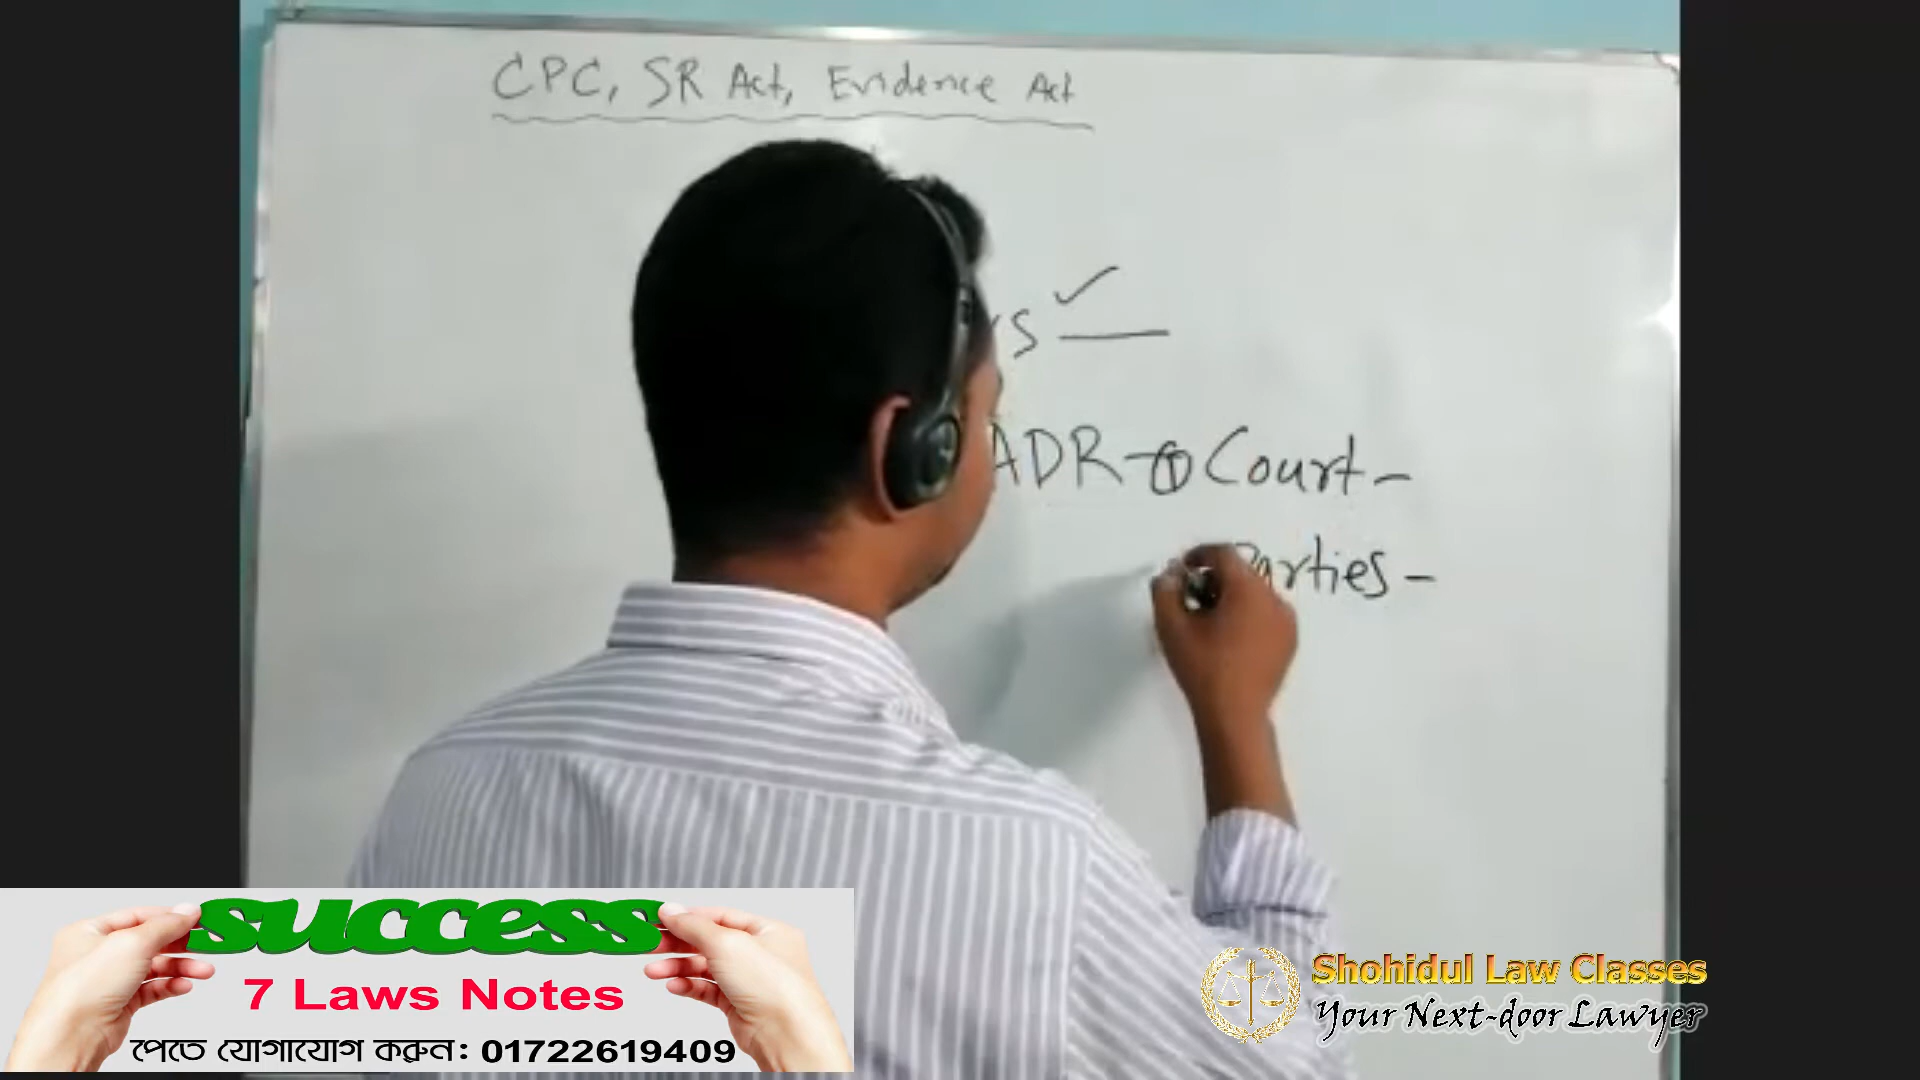 CPC, SR Act, Evidence Act
s
ADR - ① Court -
Parties -
success
7 Laws Notes
পেতে যোগাযোগ করুন: 01722619409
Shohidul Law Classes
Your Next-door Lawyer